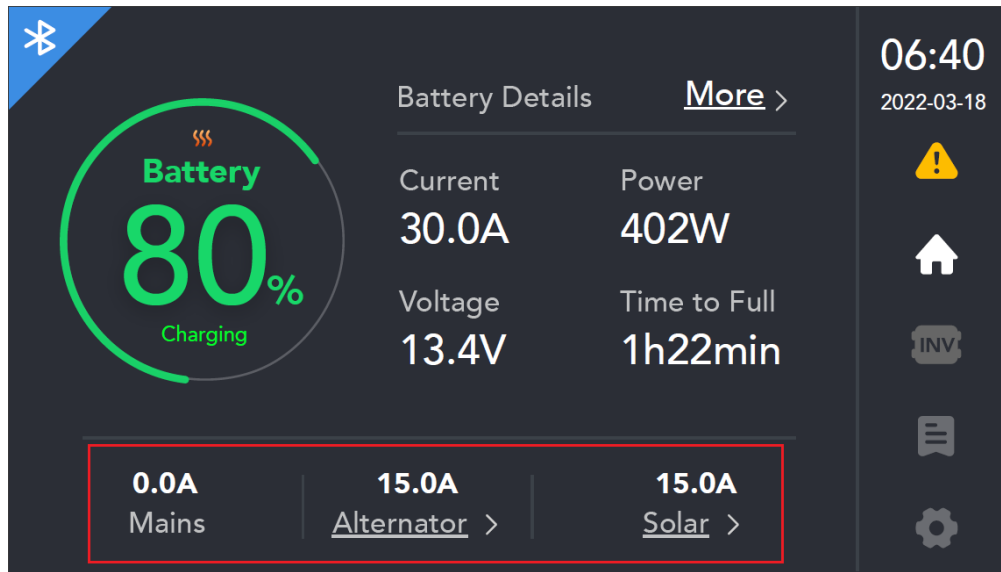 06:40
2022-03-18
Battery Details More >
Battery
80%
Charging
Current Power
30.0A 402W
Voltage Time to Full
13.4V 1h22min
INV
0.0A 15.0A 15.0A
Mains Alternator > Solar >